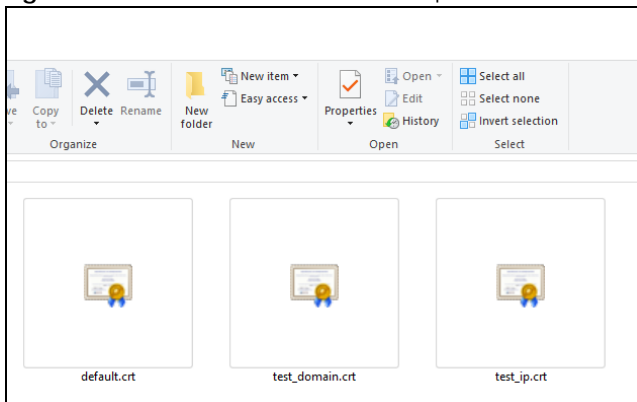 New item
Open
Select all
Easy access
Edit
Select none
Copy to
Delete
Rename
New folder
Properties
History
Invert selection
Organize
New
Open
Select
default.crt
test_domain.crt
test_ip.crt